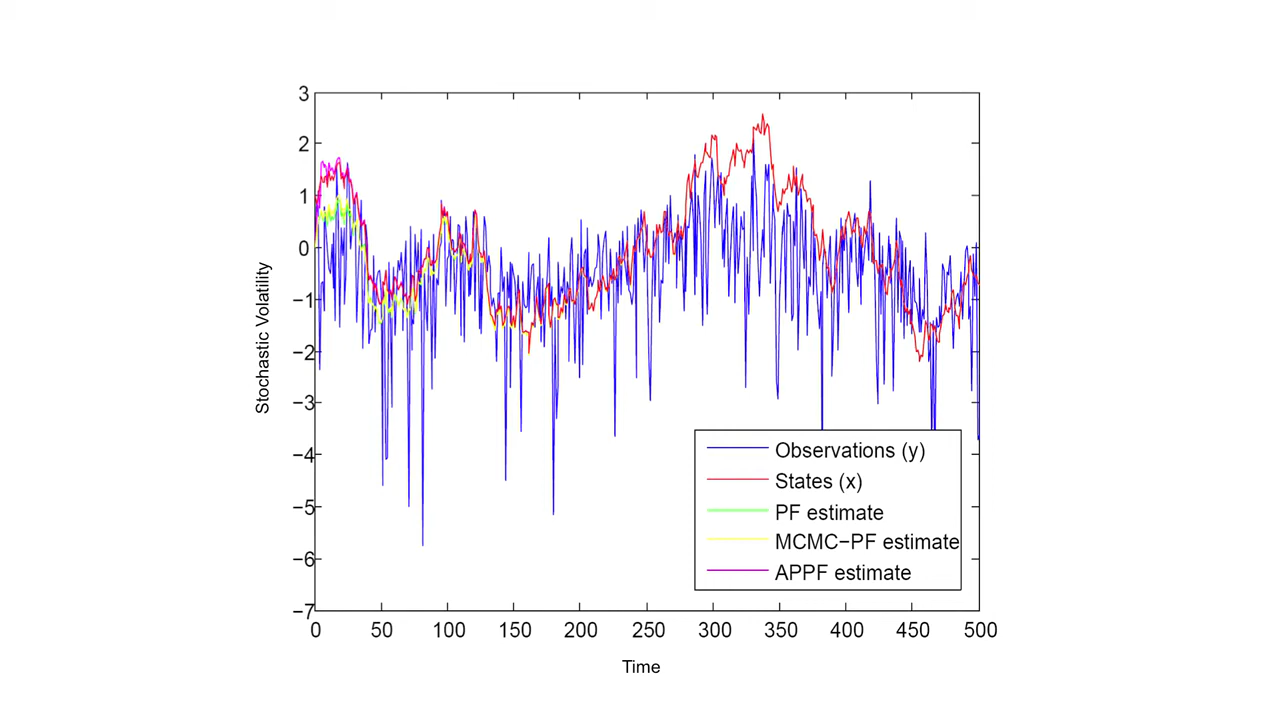 3
2
1
0
−1
−2
−3
−4
−5
−6
−7
Stochastic Volatility
Observations (y)
States (x)
PF estimate
MCMC−PF estimate
APPF estimate
0 50 100 150 200 250 300 350 400 450 500
Time